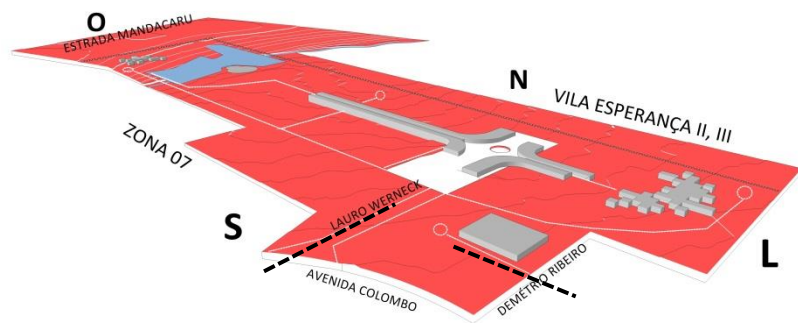 O
ESTRADA MANDACARU
N
VILA ESPERANÇA II, III
ZONA 07
S
LAURO WERNECK
L
AVENIDA COLOMBO
DEMÉTRIO RIBEIRO